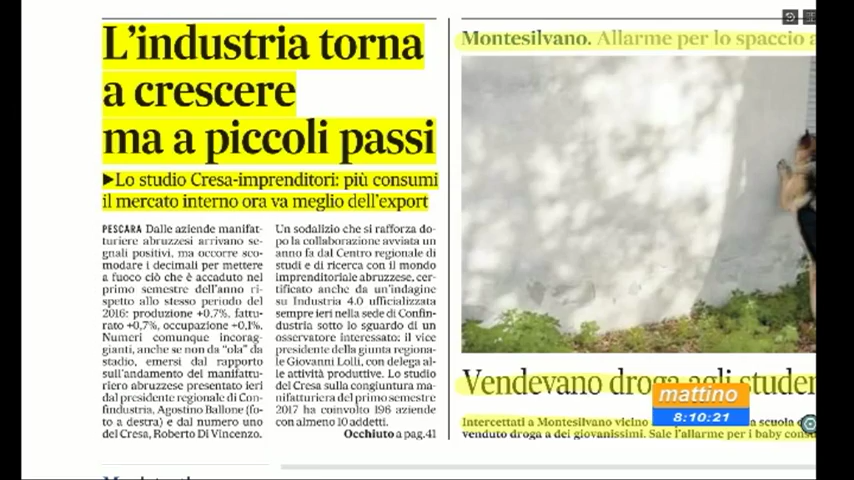 L'industria torna
a crescere
ma a piccoli passi
▶Lo studio Cresa-imprenditori: più consumi
il mercato interno ora va meglio dell'export
PESCARA Dalle aziende manifat-
turiere abruzzesi arrivano se-
gnali positivi, ma occorre sco-
modare i decimali per mettere
a fuoco ciò che è accaduto nel
primo semestre dell'anno ri-
spetto allo stesso periodo del
2016: produzione +0,7%, fattu-
rato +0,7%, occupazione +0,1%.
Numeri comunque incorag-
gianti, anche se non da "ola" da
stadio, emersi dal rapporto
sull'andamento del manifattu-
riero abruzzese presentato ieri
dal presidente regionale di Con-
findustria, Agostino Ballone (fo-
to a destra) e dal numero uno
del Cresa, Roberto Di Vincenzo.
Un sodalizio che si rafforza do-
po la collaborazione avviata un
anno fa dal Centro regionale di
studi e di ricerca con il mondo
imprenditoriale abruzzese, cer-
tificato anche da un'indagine
su Industria 4.0 ufficializzata
sempre ieri nella sede di Confin-
dustria sotto lo sguardo di un
osservatore interessato: il vice
presidente della giunta regiona-
le Giovanni Lolli, con delega al-
le attività produttive. Lo studio
del Cresa sulla congiuntura ma-
nifatturiera del primo semestre
2017 ha coinvolto 196 aziende
con almeno 10 addetti.
Occhiuto a pag.41
Montesilvano. Allarme per lo spaccio a
Vendevano droga agli studen
Intercettati a Montesilvano vicino a scuola
venduto droga a dei giovanissimi. Sale l'allarme per i baby cons
mattino
8:10:21